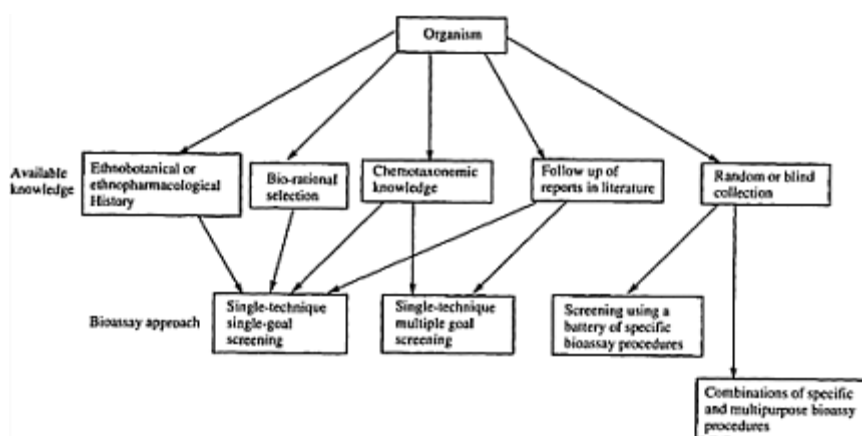 Organism
Available
knowledge
Ethnobotanical or
ethnopharmacological
History
Bio-rational
selection
Chemotaxonemic
knowledge
Follow up of
reports in literature
Random or blind
collection
Bioassay approach
Single-technique
single-goal
screening
Single-technique
multiple goal
screening
Screening using a
battery of specific
bioassay procedures
Combinations of specific
and multipurpose bioassy
procedures